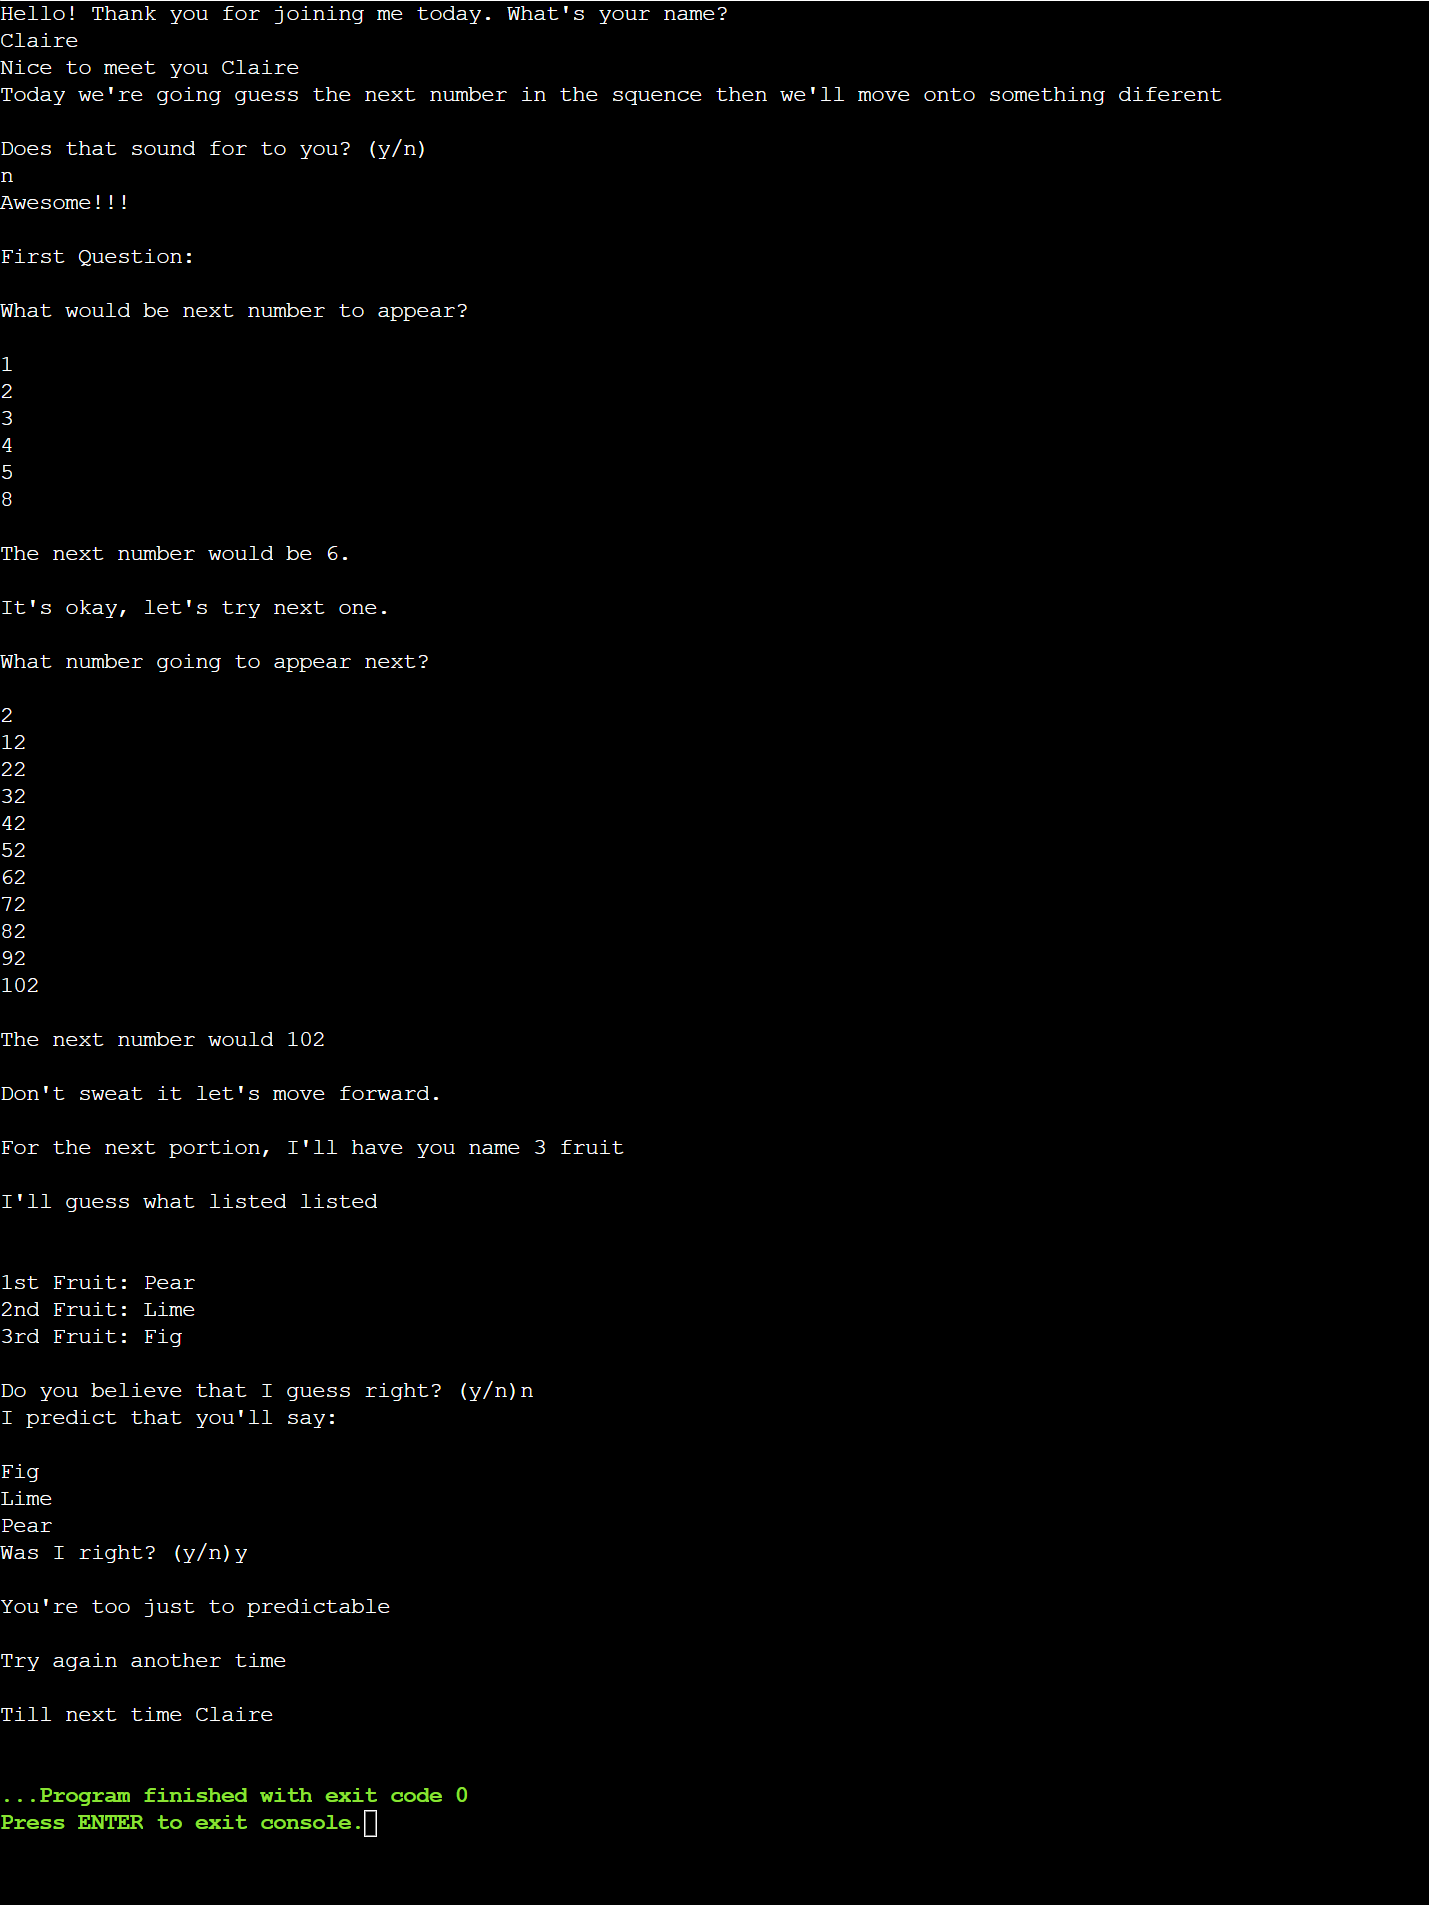 Hello! Thank you for joining me today. What's your name?
Claire
Nice to meet you Claire
Today we're going guess the next number in the squence then we'll move onto something diferent
Does that sound for to you? (y/n)
n
Awesome!!!
First Question:
What would be next number to appear?
1
2
3
4
5
8
The next number would be 6.
It's okay, let's try next one.
What number going to appear next?
2
12
22
32
42
52
62
72
82
92
102
The next number would 102
Don't sweat it let's move forward.
For the next portion, I'll have you name 3 fruit
I'll guess what listed listed
1st Fruit: Pear
2nd Fruit: Lime
3rd Fruit: Fig
Do you believe that I guess right? (y/n)n
I predict that you'll say:
Fig
Lime
Pear
Was I right? (y/n)y
You're too just to predictable
Try again another time
Till next time Claire
...Program finished with exit code 0
Press ENTER to exit console.